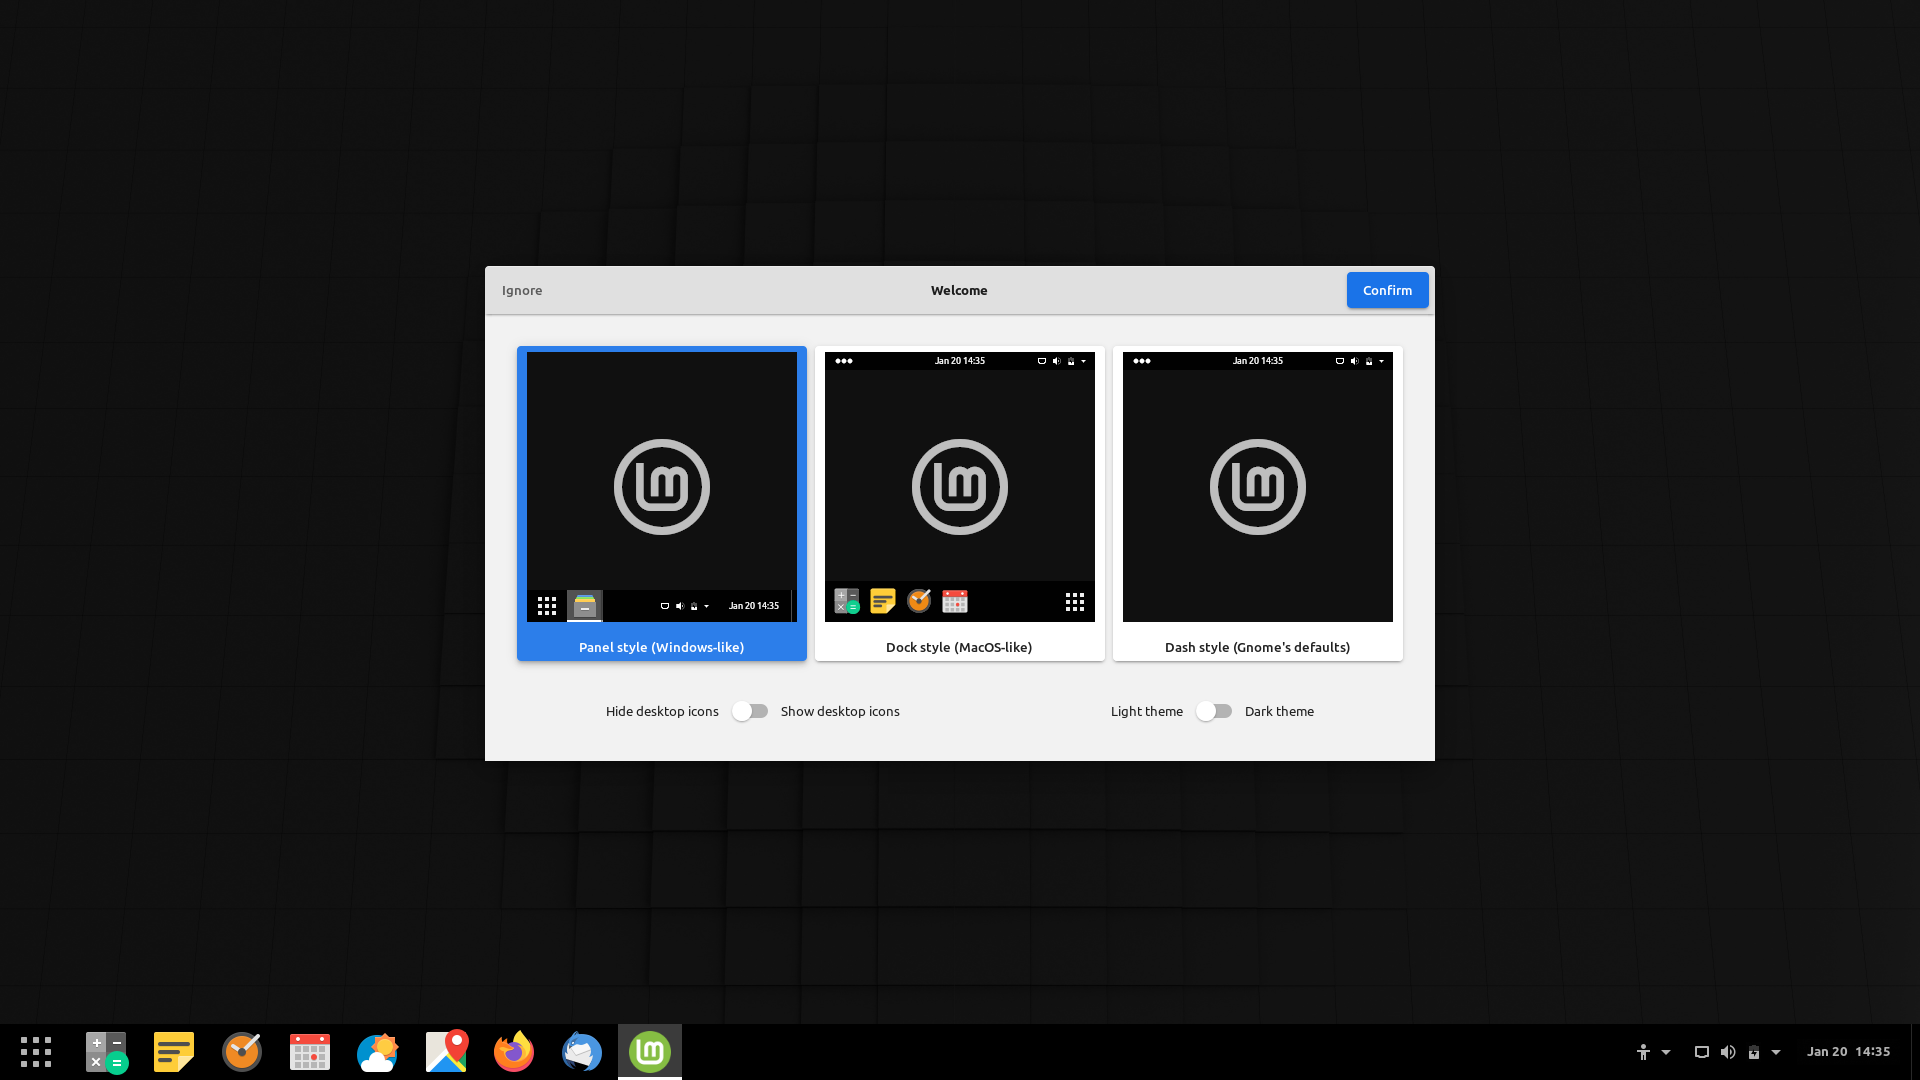 Ignore
Welcome
Confirm
Jan 20 14:35
Jan 20 14:35
Jan 20 14:35
Panel style (Windows-like)
Dock style (MacOS-like)
Dash style (Gnome's defaults)
Hide desktop icons
Show desktop icons
Light theme
Dark theme
Jan 20 14:35